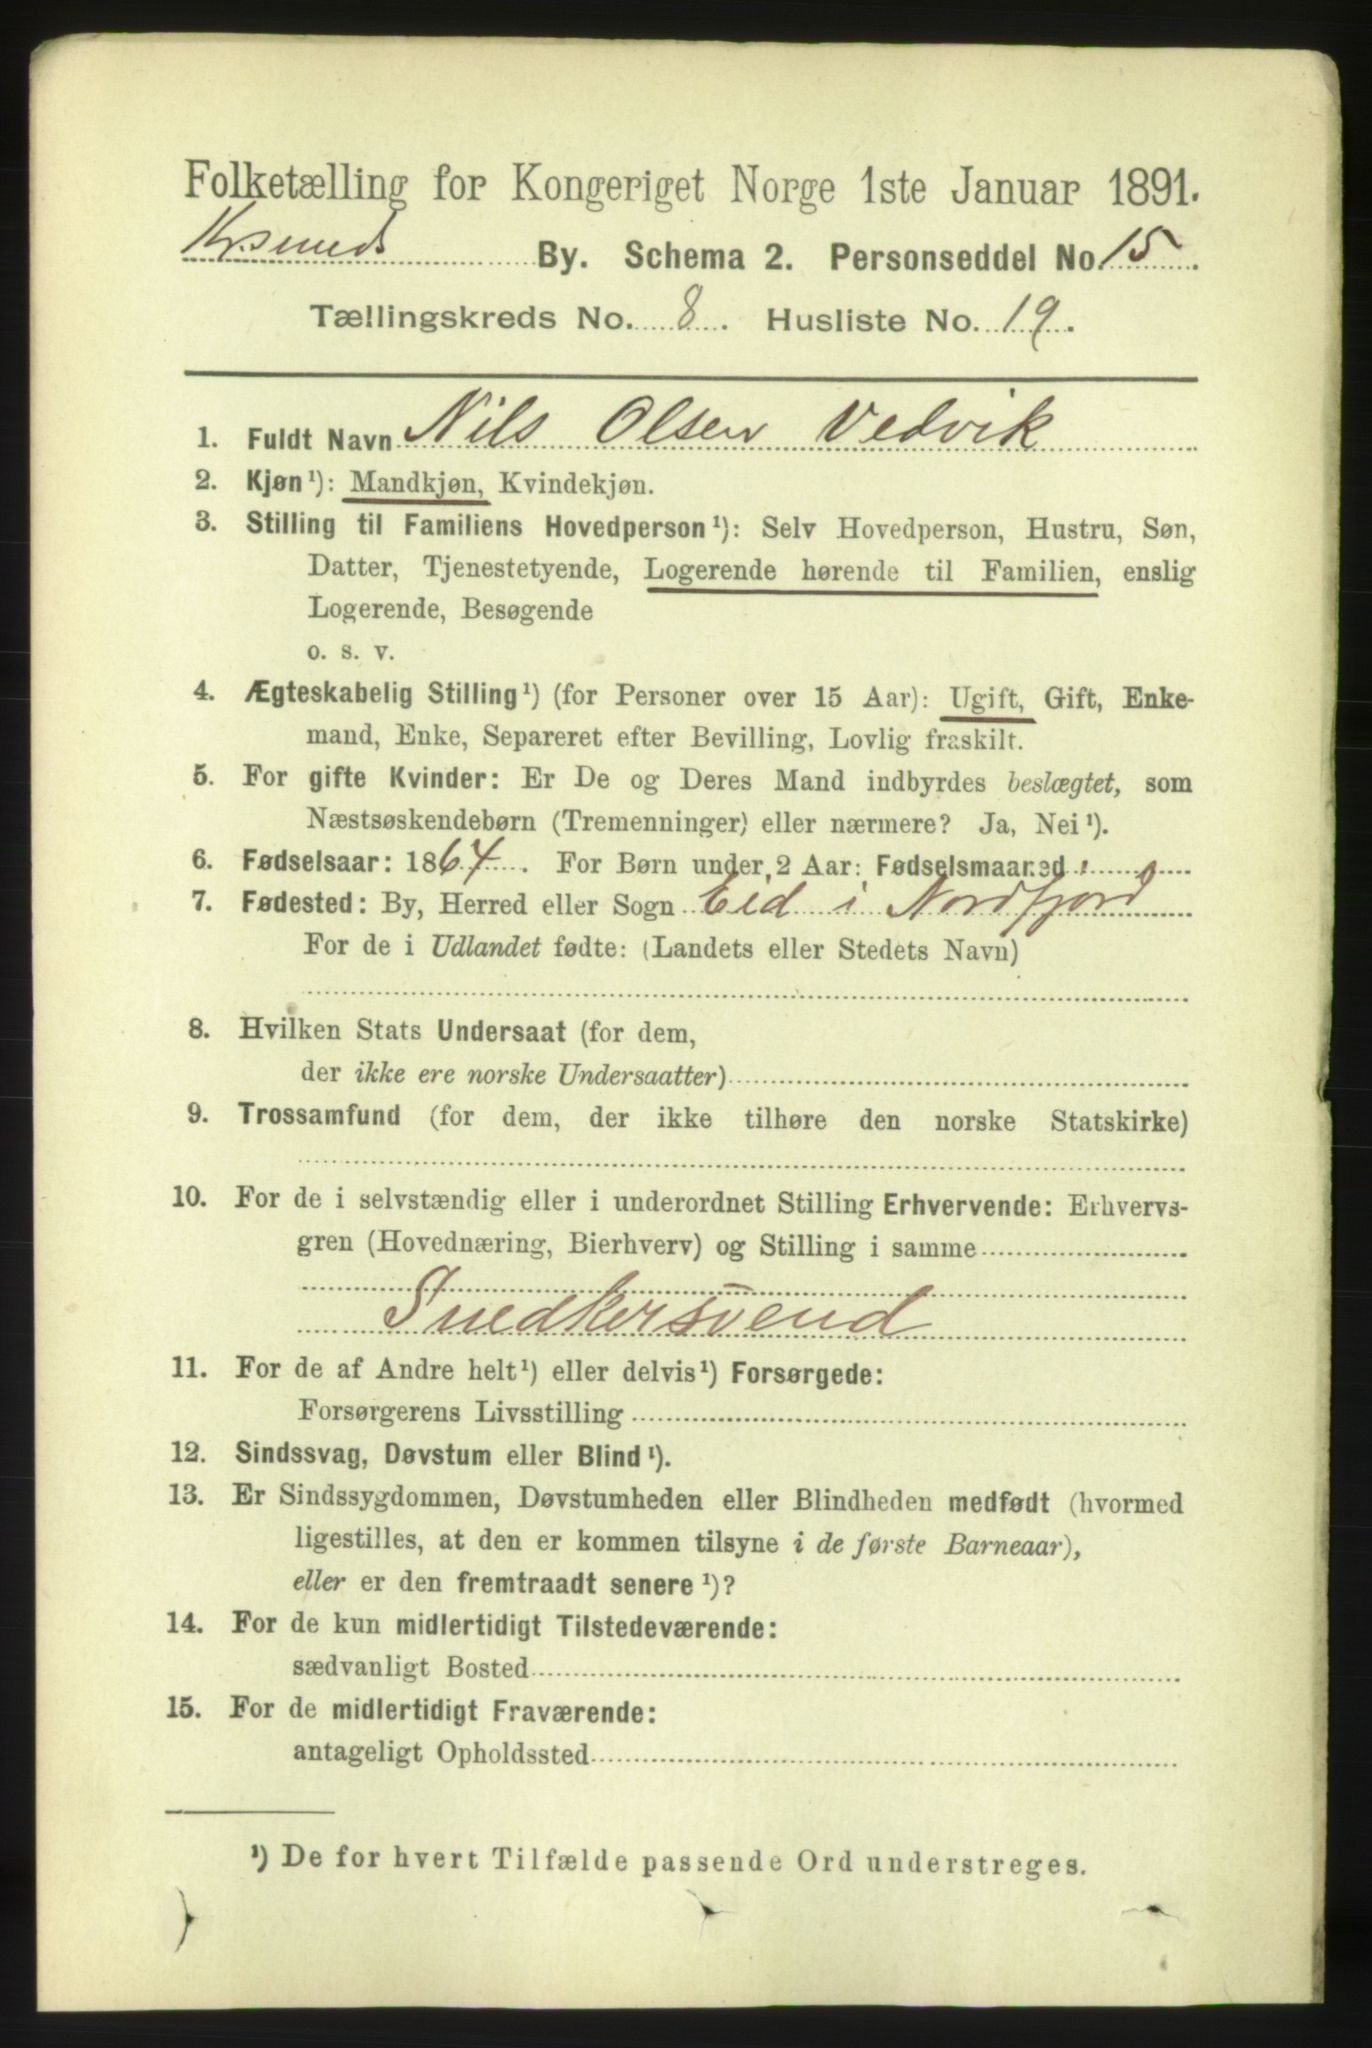 Folketælling for Kongeriget Norge 1ste Januar 1891.
Kr.sunds By. Schema 2. Personseddel No. 15.
Tællingskreds No. 8. Husliste No. 19.
1. Fuldt Navn Nils Olsen Vedvik
2. Kjøn¹): Mandkjøn, Kvindekjøn.
3. Stilling til Familiens Hovedperson¹): Selv Hovedperson, Hustru, Søn,
Datter, Tjenestetyende, Logerende hørende til Familien, enslig
Logerende, Besøgende
o. s. v.
4. Ægteskabelig Stilling¹) (for Personer over 15 Aar): Ugift, Gift, Enke-
mand, Enke, Separeret efter Bevilling, Lovlig fraskilt.
5. For gifte Kvinder: Er De og Deres Mand indbyrdes beslægtet, som
Næstsøskendebørn (Tremenninger) eller nærmere? Ja, Nei¹).
6. Fødselsaar: 1864. For Børn under 2 Aar: Fødselsmaaned
7. Fødested: By, Herred eller Sogn Eid i Nordfjord
For de i Udlandet fødte: (Landets eller Stedets Navn)
8. Hvilken Stats Undersaat (for dem,
der ikke ere norske Undersaatter)
9. Trossamfund (for dem, der ikke tilhøre den norske Statskirke)
10. For de i selvstændig eller i underordnet Stilling Erhvervende: Erhvervs-
gren (Hovednæring, Bierhverv) og Stilling i samme
Snedkersvend
11. For de af Andre helt¹) eller delvis¹) Forsørgede:
Forsørgerens Livsstilling
12. Sindssvag, Døvstum eller Blind¹).
13. Er Sindssygdommen, Døvstumheden eller Blindheden medfødt (hvormed
ligestilles, at den er kommen tilsyne i de første Barneaar),
eller er den fremtraadt senere¹)?
14. For de kun midlertidigt Tilstedeværende:
sædvanligt Bosted
15. For de midlertidigt Fraværende:
antageligt Opholdssted
¹) De for hvert Tilfælde passende Ord understreges.